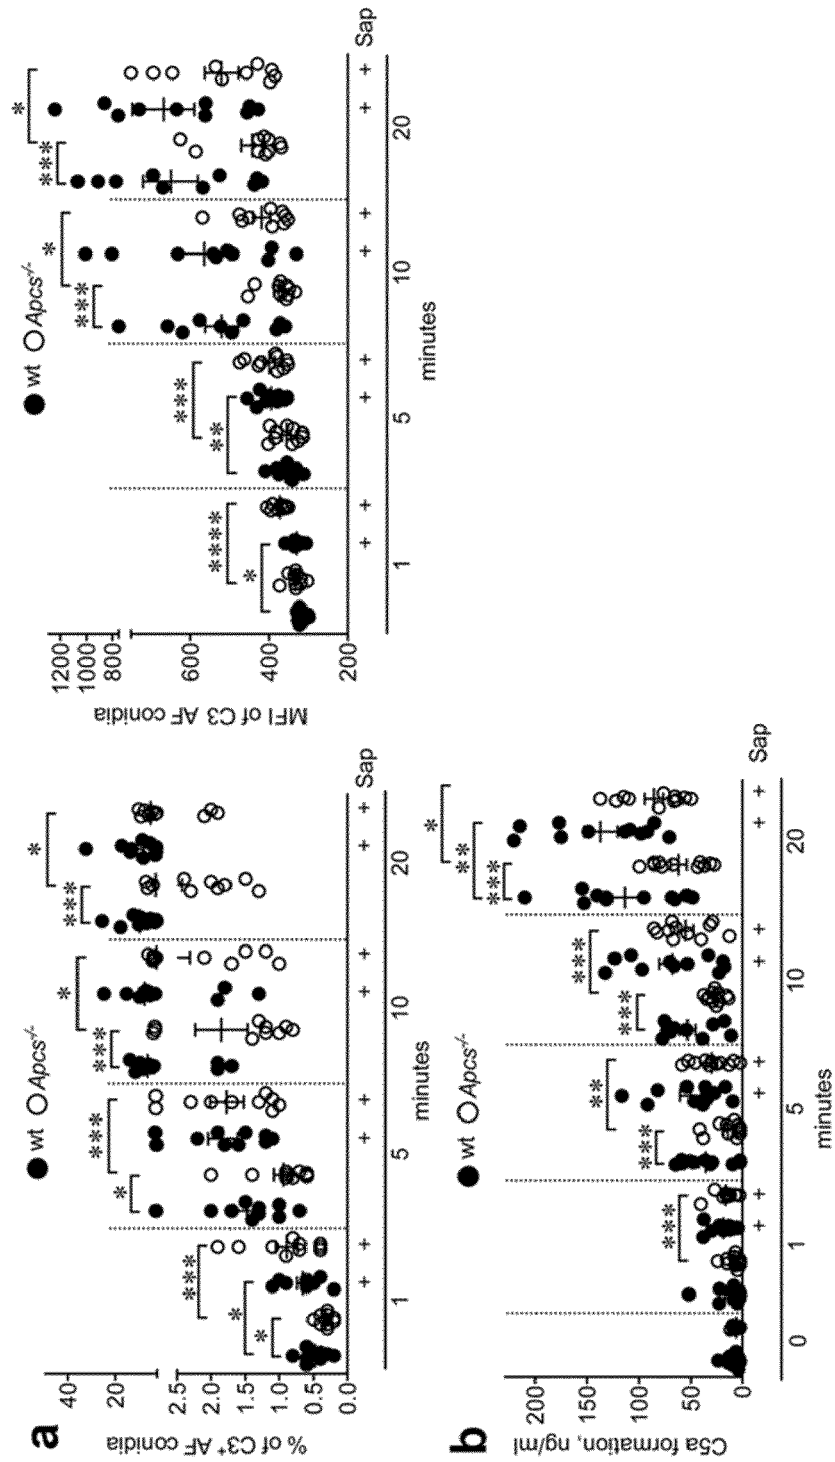 a
● wt ○ Apcs-/-
% of C3+ AF conidia
40
20
2.5
2.0
1.5
1.0
0.5
0.0
* * ****
* ***
*** *
*** *
+ + + + + + + + Sap
1 5 10 20
minutes
● wt ○ Apcs-/-
MFI of C3 AF conidia
1200
1000
800
600
400
200
* ****
** ***
*** *
*** *
+ + + + + + + + Sap
1 5 10 20
minutes
b
● wt ○ Apcs-/-
C5a formation, ng/ml
200
150
100
50
0
***
*** **
*** ***
*** ** *
+ + + + + + + + Sap
0 1 5 10 20
minutes